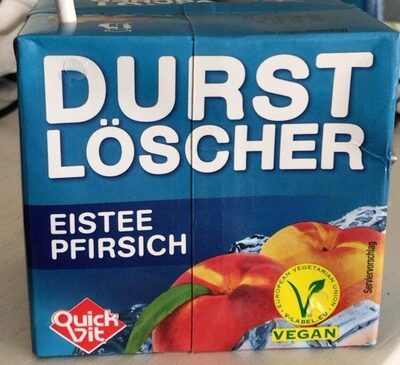 DURST
LÖSCHER
EISTEE
PFIRSICH
Serviervorschlag
Quick
Vit
EUROPEAN VEGETARIAN UNION
V-LABEL.EU
VEGAN